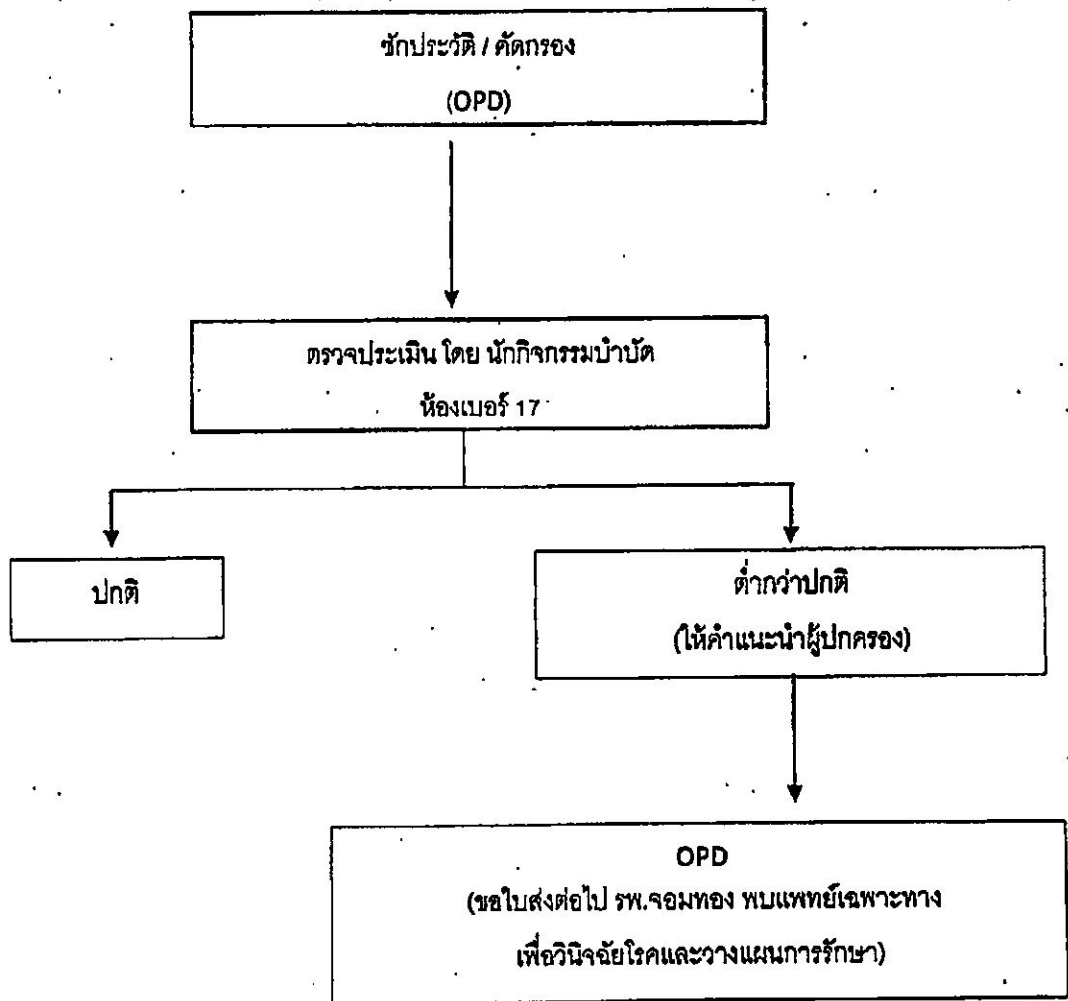 ซักประวัติ / คัดกรอง
(OPD)
ตรวจประเมิน โดย นักกิจกรรมบำบัด
ห้องเบอร์ 17
ปกติ
ต่ำกว่าปกติ
(ให้คำแนะนำผู้ปกครอง)
OPD
(ขอใบส่งต่อไป รพ.จอมทอง พบแพทย์เฉพาะทาง
เพื่อวินิจฉัยโรคและวางแผนการรักษา)